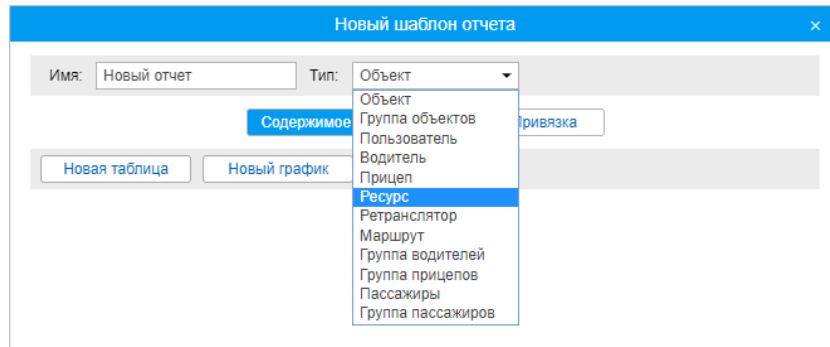 Новый шаблон отчета ×
Имя: Новый отчет Тип: Объект
Объект
Содержимое Группа объектов Привязка
Пользователь
Водитель
Новая таблица Новый график Прицеп
Ресурс
Ретранслятор
Маршрут
Группа водителей
Группа прицепов
Пассажиры
Группа пассажиров